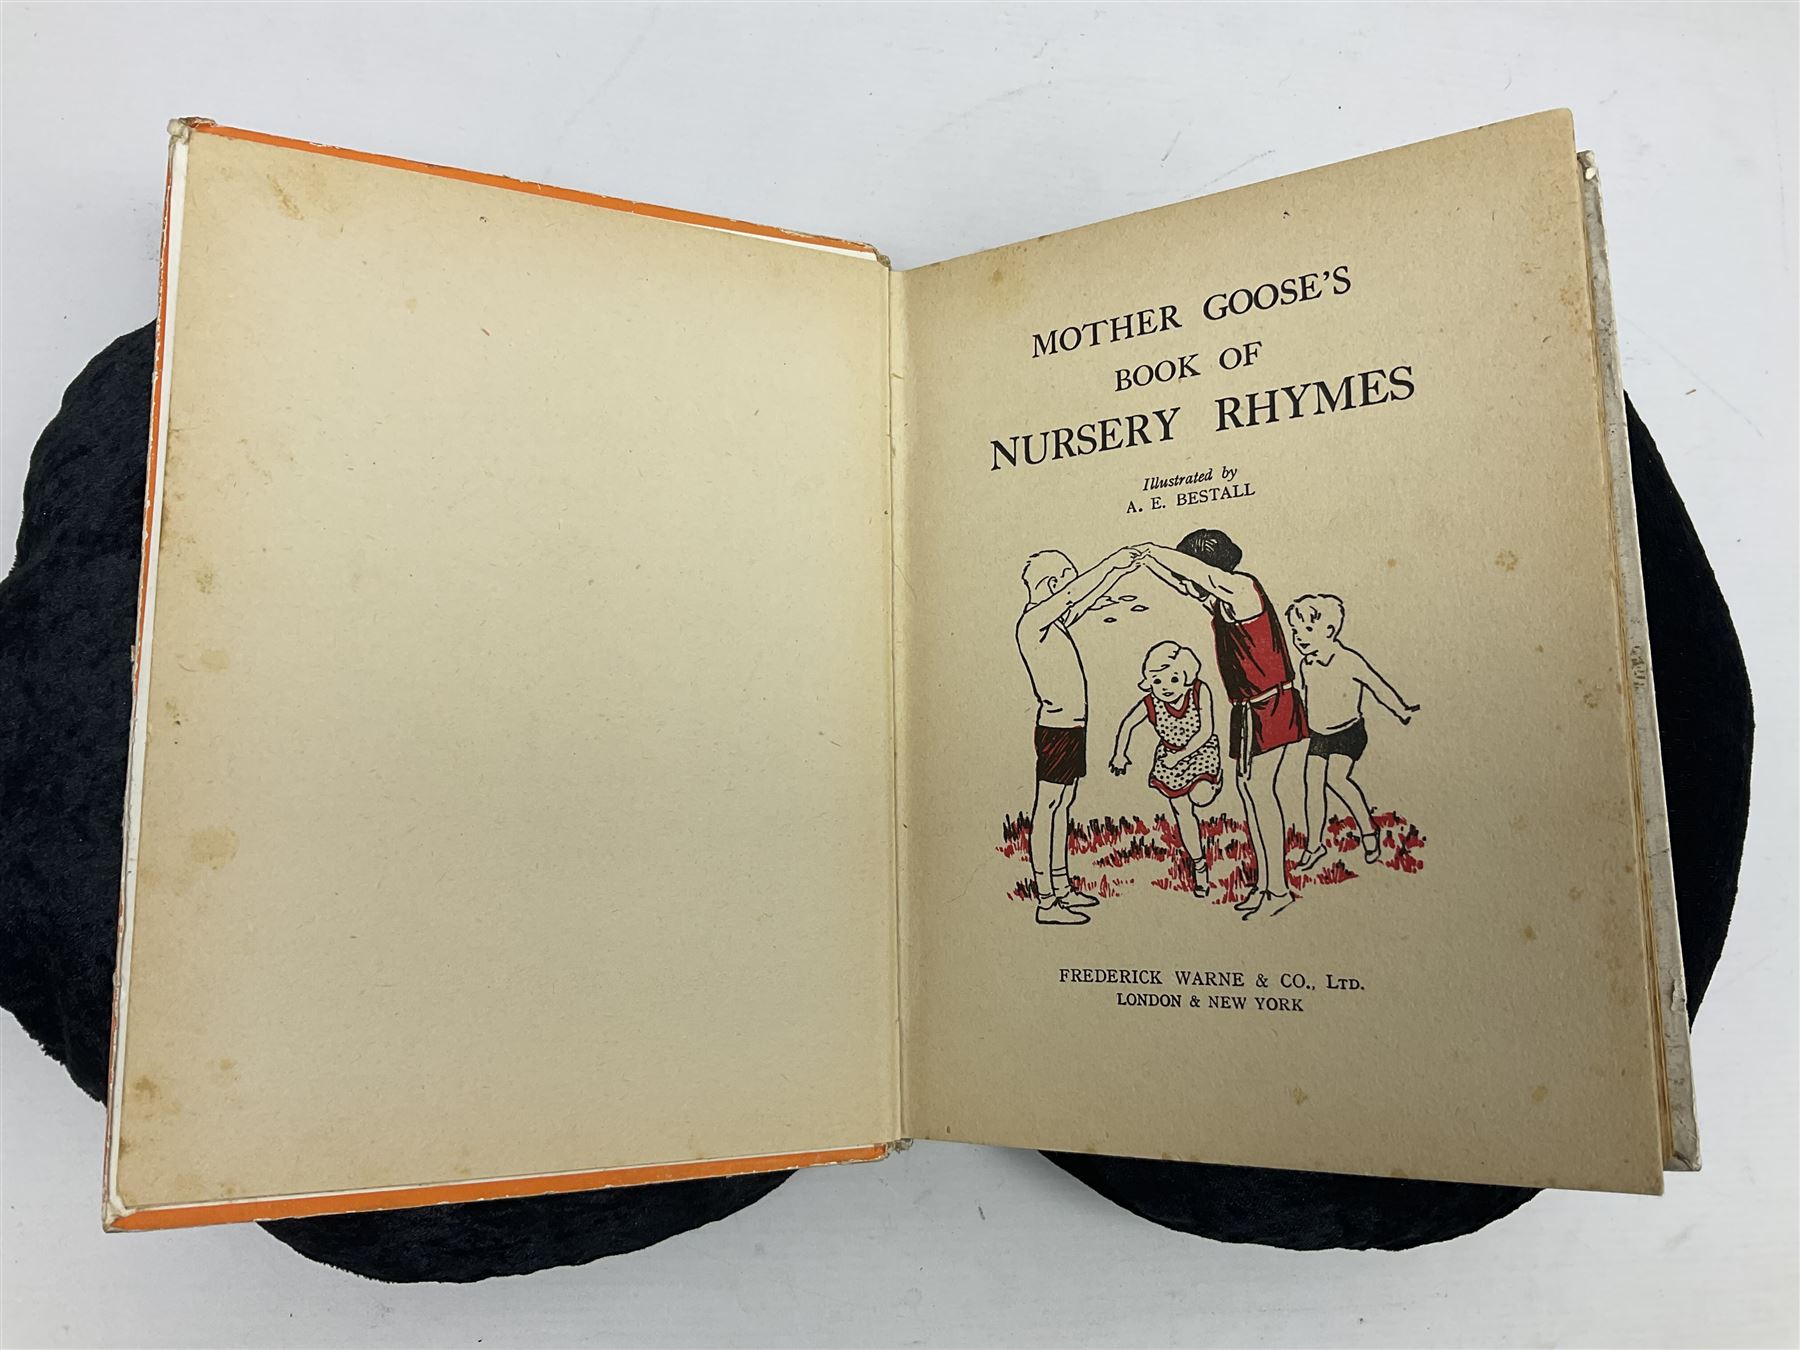 MOTHER GOOSE'S
BOOK OF
NURSERY RHYMES
Illustrated by
A. E. BESTALL
FREDERICK WARNE & CO., LTD.
LONDON & NEW YORK